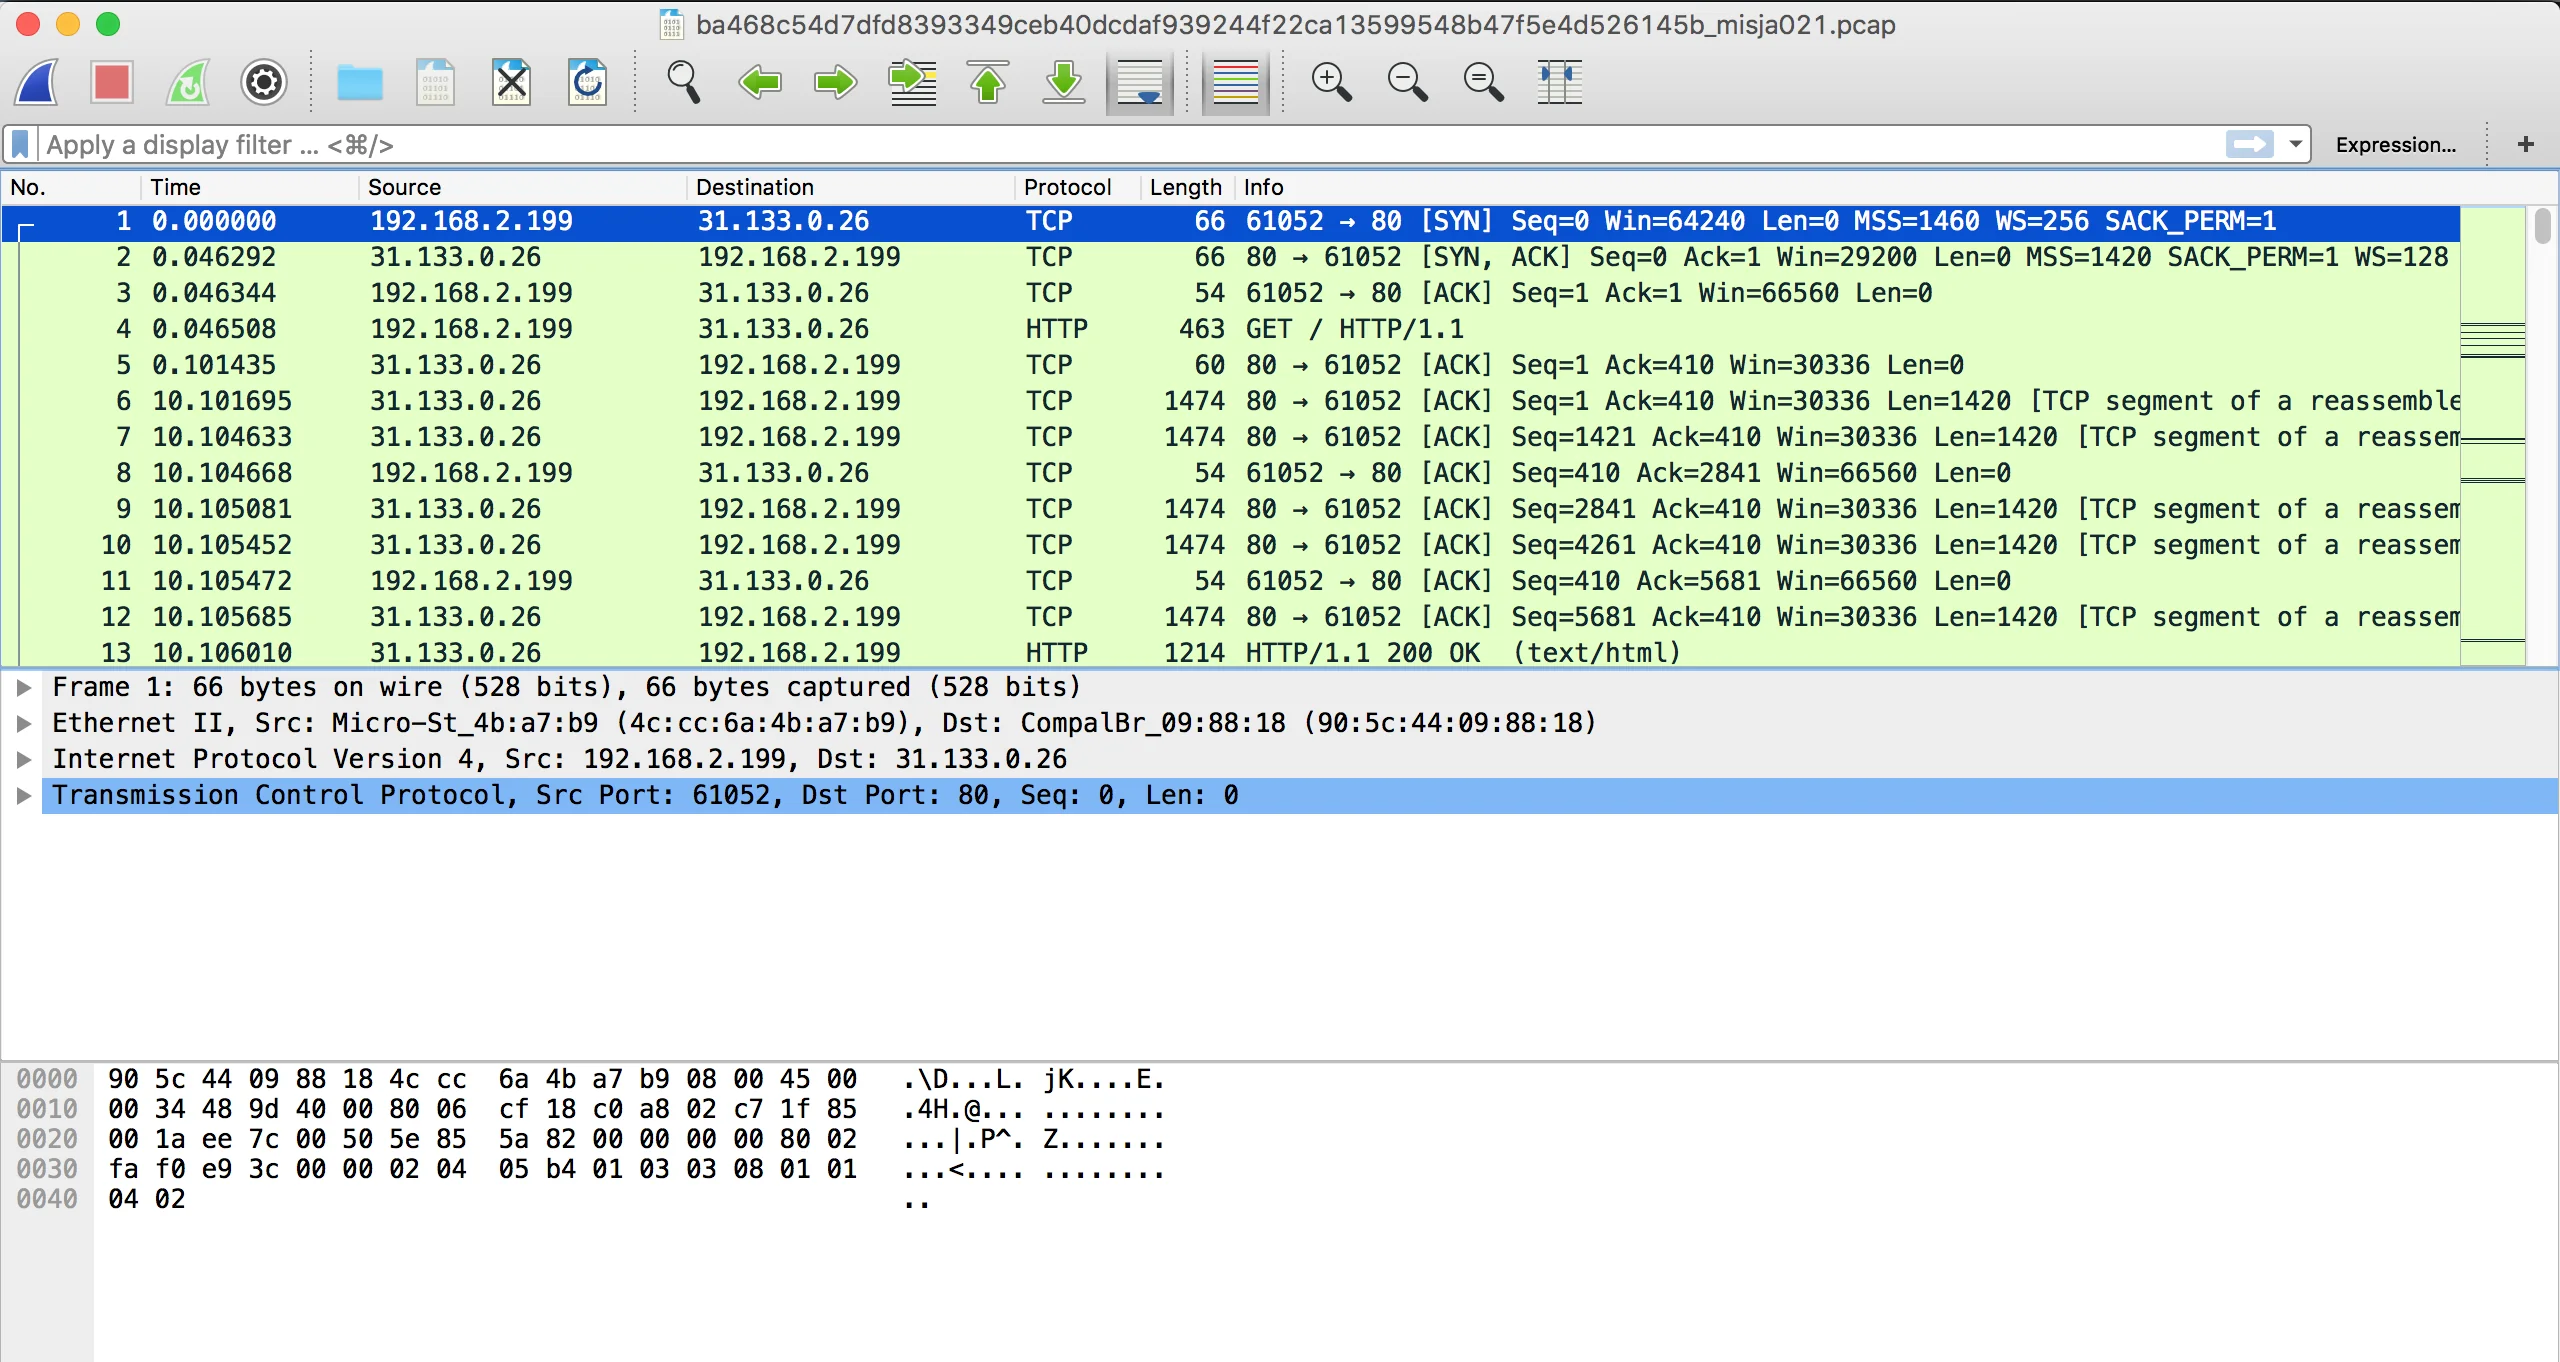 ba468c54d7dfd8393349ceb40dcdaf939244f22ca13599548b47f5e4d526145b_misja021.pcap
Apply a display filter ... <⌘/> Expression... +
No. Time Source Destination Protocol Length Info
1 0.000000 192.168.2.199 31.133.0.26 TCP 66 61052 → 80 [SYN] Seq=0 Win=64240 Len=0 MSS=1460 WS=256 SACK_PERM=1
2 0.046292 31.133.0.26 192.168.2.199 TCP 66 80 → 61052 [SYN, ACK] Seq=0 Ack=1 Win=29200 Len=0 MSS=1420 SACK_PERM=1 WS=128
3 0.046344 192.168.2.199 31.133.0.26 TCP 54 61052 → 80 [ACK] Seq=1 Ack=1 Win=66560 Len=0
4 0.046508 192.168.2.199 31.133.0.26 HTTP 463 GET / HTTP/1.1
5 0.101435 31.133.0.26 192.168.2.199 TCP 60 80 → 61052 [ACK] Seq=1 Ack=410 Win=30336 Len=0
6 10.101695 31.133.0.26 192.168.2.199 TCP 1474 80 → 61052 [ACK] Seq=1 Ack=410 Win=30336 Len=1420 [TCP segment of a reassemble
7 10.104633 31.133.0.26 192.168.2.199 TCP 1474 80 → 61052 [ACK] Seq=1421 Ack=410 Win=30336 Len=1420 [TCP segment of a reassem
8 10.104668 192.168.2.199 31.133.0.26 TCP 54 61052 → 80 [ACK] Seq=410 Ack=2841 Win=66560 Len=0
9 10.105081 31.133.0.26 192.168.2.199 TCP 1474 80 → 61052 [ACK] Seq=2841 Ack=410 Win=30336 Len=1420 [TCP segment of a reassem
10 10.105452 31.133.0.26 192.168.2.199 TCP 1474 80 → 61052 [ACK] Seq=4261 Ack=410 Win=30336 Len=1420 [TCP segment of a reassem
11 10.105472 192.168.2.199 31.133.0.26 TCP 54 61052 → 80 [ACK] Seq=410 Ack=5681 Win=66560 Len=0
12 10.105685 31.133.0.26 192.168.2.199 TCP 1474 80 → 61052 [ACK] Seq=5681 Ack=410 Win=30336 Len=1420 [TCP segment of a reassem
13 10.106010 31.133.0.26 192.168.2.199 HTTP 1214 HTTP/1.1 200 OK (text/html)
Frame 1: 66 bytes on wire (528 bits), 66 bytes captured (528 bits)
Ethernet II, Src: Micro-St_4b:a7:b9 (4c:cc:6a:4b:a7:b9), Dst: CompalBr_09:88:18 (90:5c:44:09:88:18)
Internet Protocol Version 4, Src: 192.168.2.199, Dst: 31.133.0.26
Transmission Control Protocol, Src Port: 61052, Dst Port: 80, Seq: 0, Len: 0
0000 90 5c 44 09 88 18 4c cc 6a 4b a7 b9 08 00 45 00 .\D...L. jK....E.
0010 00 34 48 9d 40 00 80 06 cf 18 c0 a8 02 c7 1f 85 .4H.@... ........
0020 00 1a ee 7c 00 50 5e 85 5a 82 00 00 00 00 80 02 ...|.P^. Z.......
0030 fa f0 e9 3c 00 00 02 04 05 b4 01 03 03 08 01 01 ...<.... ........
0040 04 02 ..